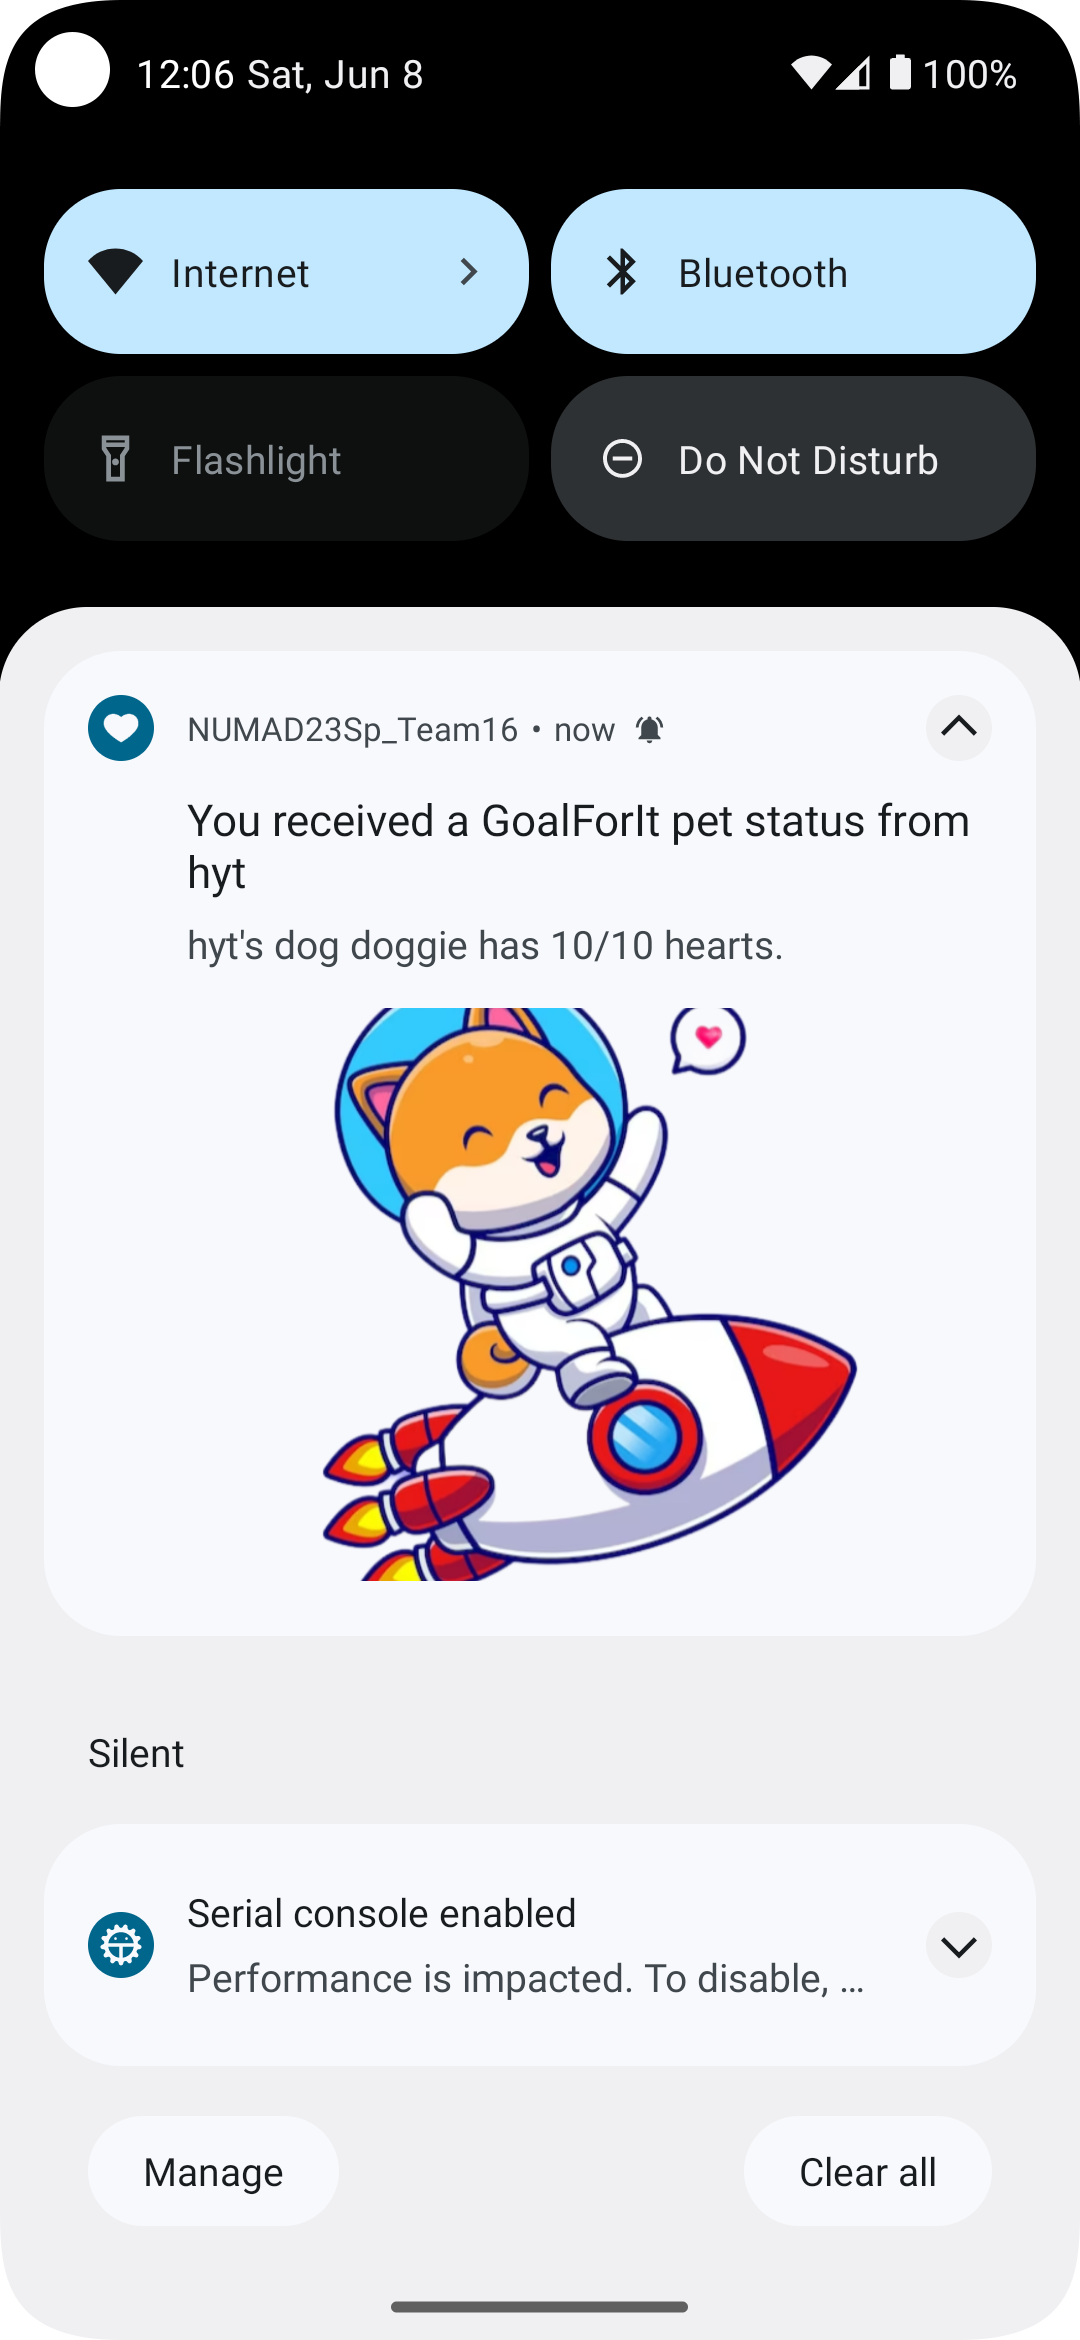 12:06 Sat, Jun 8
100%
Internet
Bluetooth
Flashlight
Do Not Disturb
NUMAD23Sp_Team16 • now
You received a GoalForIt pet status from
hyt
hyt's dog doggie has 10/10 hearts.
Silent
Serial console enabled
Performance is impacted. To disable, ...
Manage
Clear all